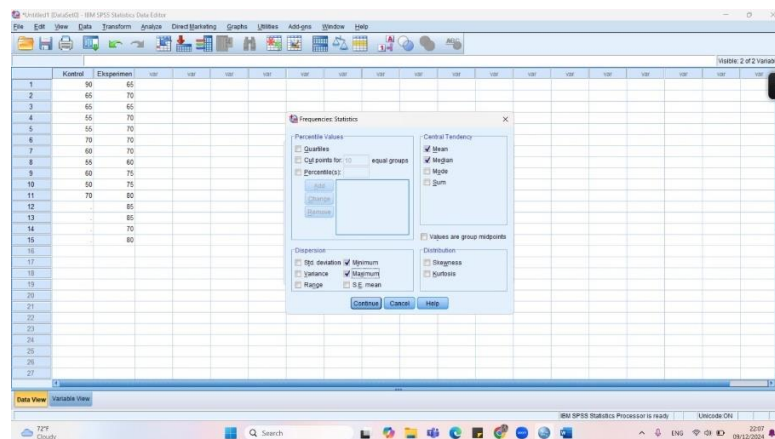 *Untitled1 [DataSet0] - IBM SPSS Statistics Data Editor
File Edit View Data Transform Analyze Direct Marketing Graphs Utilities Add-ons Window Help
Visible: 2 of 2 Variab
Kontrol Eksperimen var var var var var var var var var var var var var var
1 90 65
2 65 70
3 65 65
4 55 70
5 55 70
6 70 70
7 60 70
8 55 60
9 60 75
10 50 75
11 70 80
12 . 85
13 . 85
14 . 70
15 . 80
16
17
18
19
20
21
22
23
24
25
26
27
Frequencies: Statistics
Percentile Values
Quartiles
Cut points for: 10 equal groups
Percentile(s):
Add
Change
Remove
Central Tendency
Mean
Median
Mode
Sum
Values are group midpoints
Dispersion
Std. deviation Minimum
Variance Maximum
Range S.E. mean
Distribution
Skewness
Kurtosis
Continue Cancel Help
Data View Variable View
IBM SPSS Statistics Processor is ready Unicode:ON
72°F
Cloudy
Search
ENG
22:07
09/12/2024